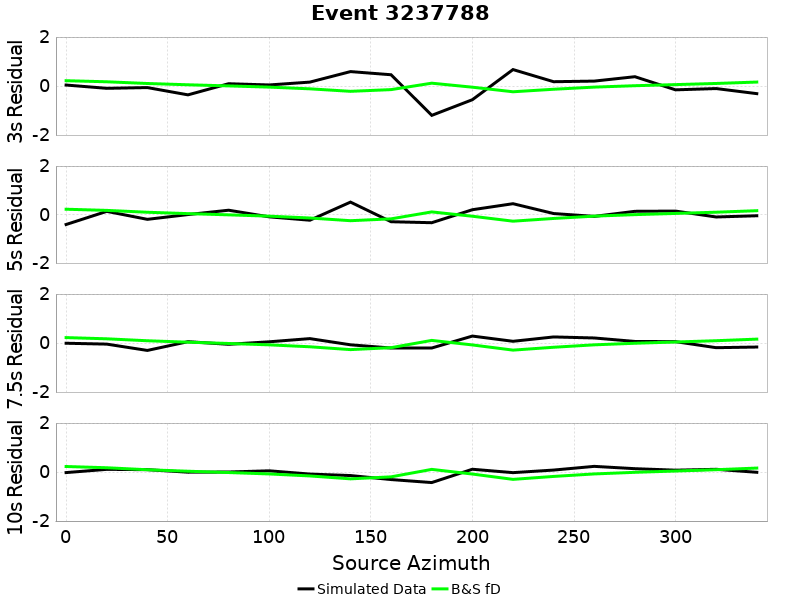 Event 3237788
3s Residual
2
0
-2
5s Residual
2
0
-2
7.5s Residual
2
0
-2
10s Residual
2
0
-2
0 50 100 150 200 250 300
Source Azimuth
Simulated Data B&S fD